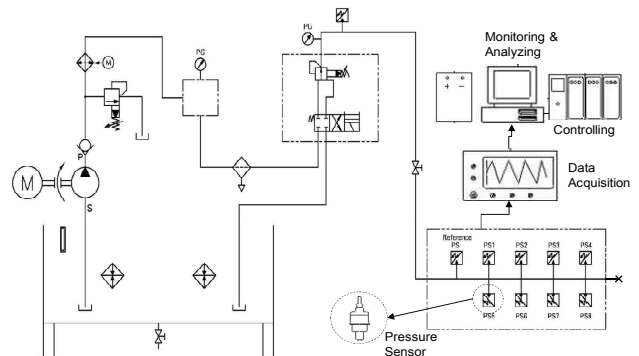 PG
Monitoring &
Analyzing
M
PG
+ -
Controlling
P
M
Data
Acquisition
S
Reference
PS PS1 PS2 PS3 PS4
PS5 PS6 PS7 PS8
Pressure
Sensor